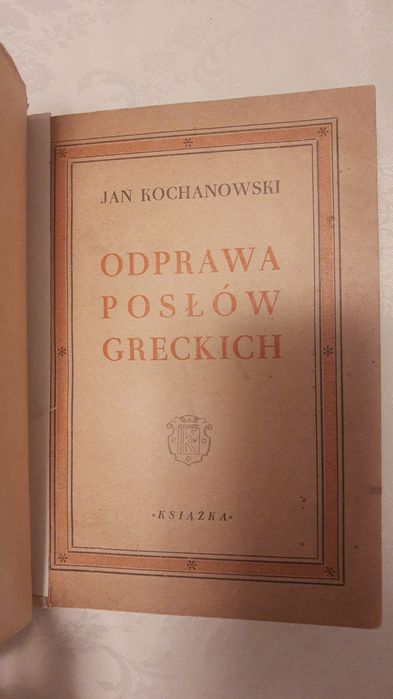 JAN KOCHANOWSKI
ODPRAWA
POSŁÓW
GRECKICH
K
«KSIĄŻKA»